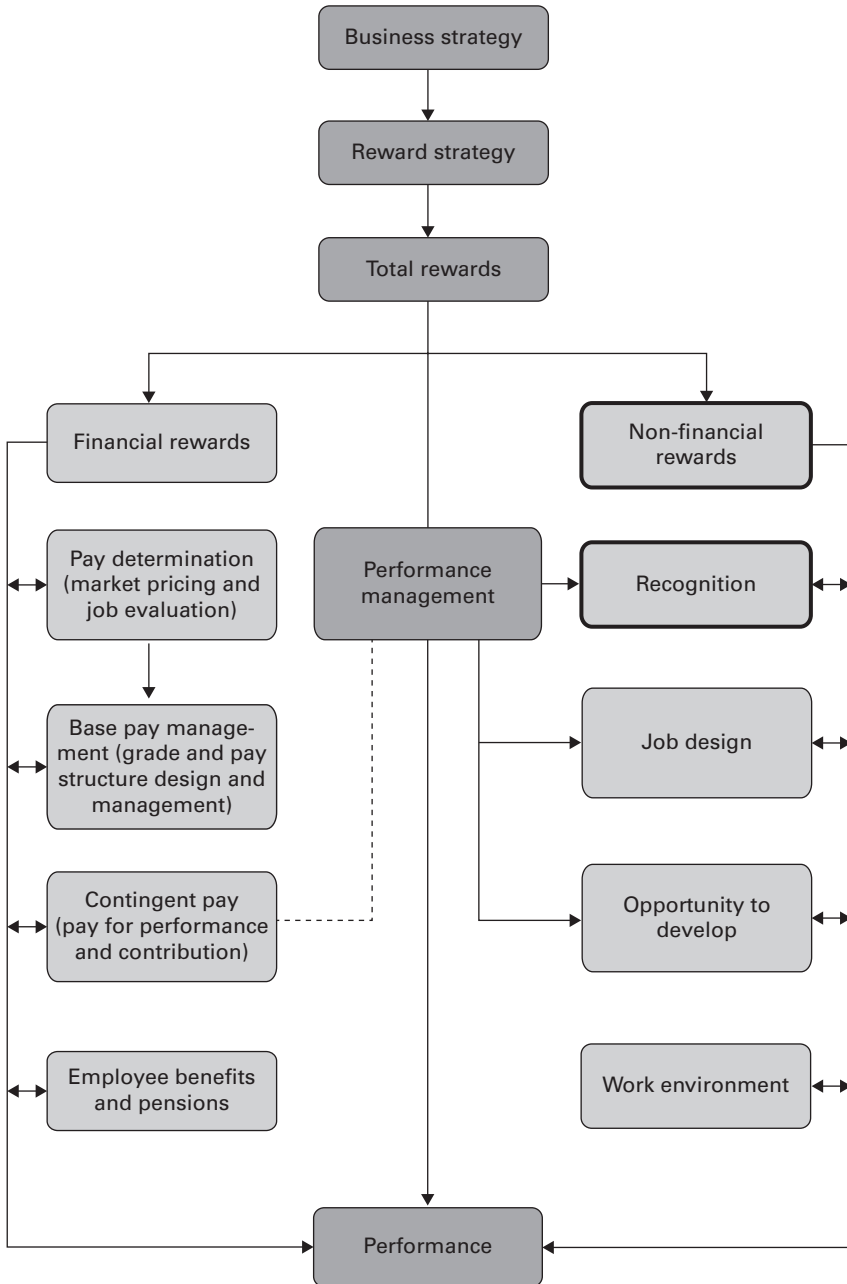 Business strategy
Reward strategy
Total rewards
Financial rewards
Non-financial
rewards
Pay determination
(market pricing and
job evaluation)
Performance
management
Recognition
Base pay manage-
ment (grade and pay
structure design and
management)
Job design
Contingent pay
(pay for performance
and contribution)
Opportunity to
develop
Employee benefits
and pensions
Work environment
Performance